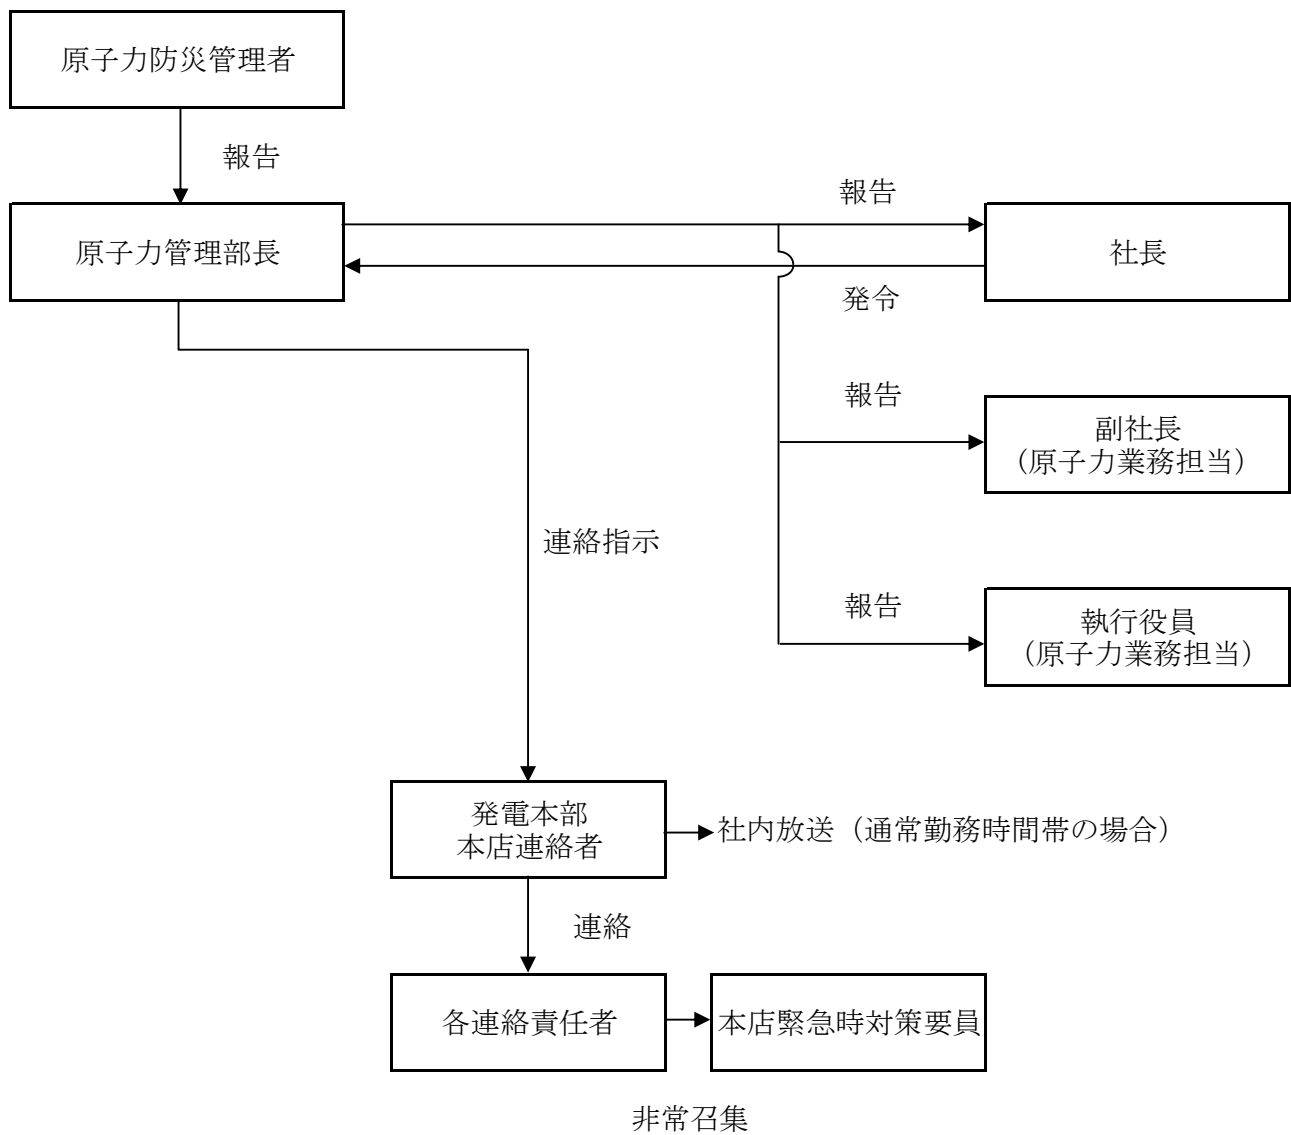 原子力防災管理者
報告
報告
原子力管理部長
社長
発令
報告
副社長
（原子力業務担当）
連絡指示
報告
執行役員
（原子力業務担当）
発電本部
本店連絡者
社内放送（通常勤務時間帯の場合）
連絡
各連絡責任者
本店緊急時対策要員
非常召集